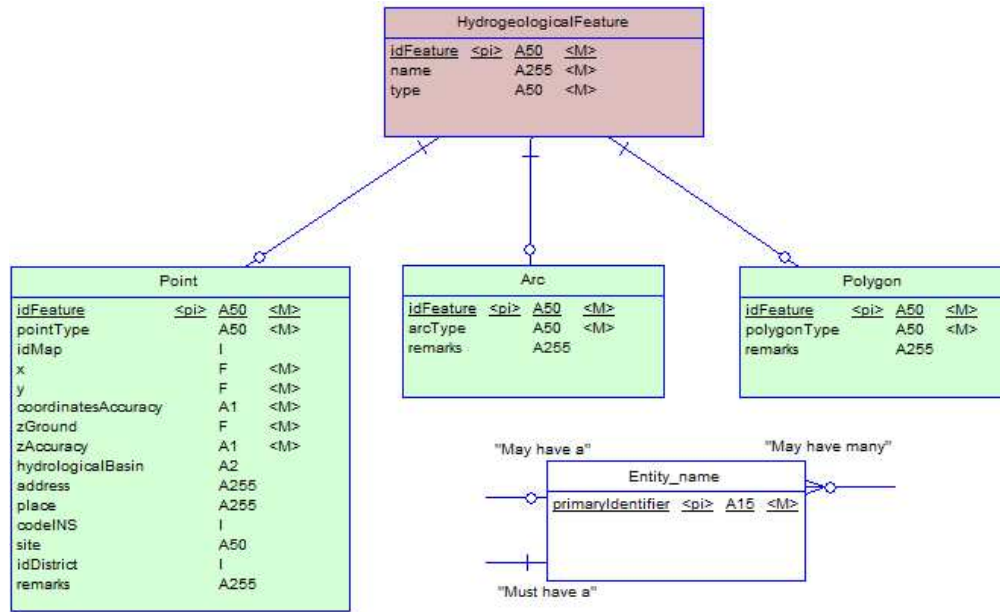 HydrogeologicalFeature
idFeature <pi> A50 <M>
name A255 <M>
type A50 <M>
Point
idFeature <pi> A50 <M>
pointType A50 <M>
idMap I
x F <M>
y F <M>
coordinatesAccuracy A1 <M>
zGround F <M>
zAccuracy A1 <M>
hydrologicalBasin A2
address A255
place A255
codeINS I
site A50
idDistrict I
remarks A255
Arc
idFeature <pi> A50 <M>
arcType A50 <M>
remarks A255
Polygon
idFeature <pi> A50 <M>
polygonType A50 <M>
remarks A255
"May have a"
"May have many"
Entity_name
primaryIdentifier <pi> A15 <M>
"Must have a"